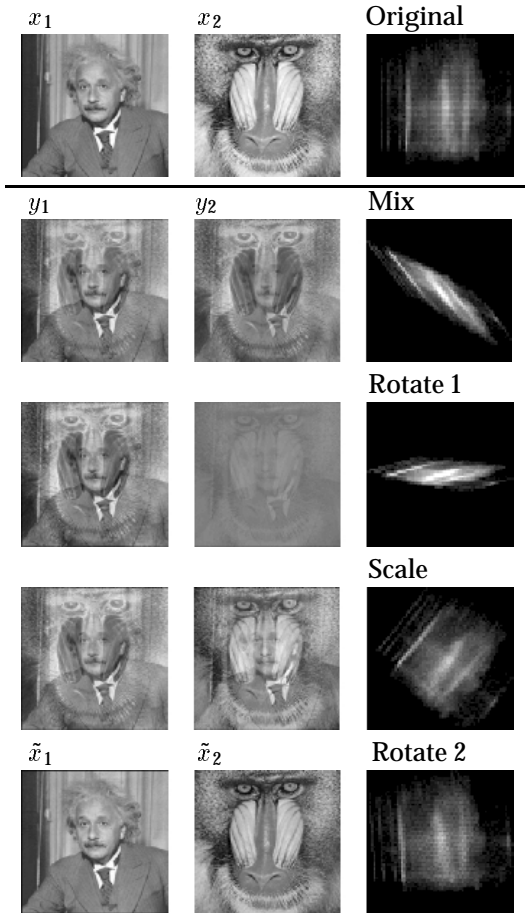 x₁ x₂ Original
y₁ y₂ Mix
Rotate 1
Scale
x̃₁ x̃₂ Rotate 2